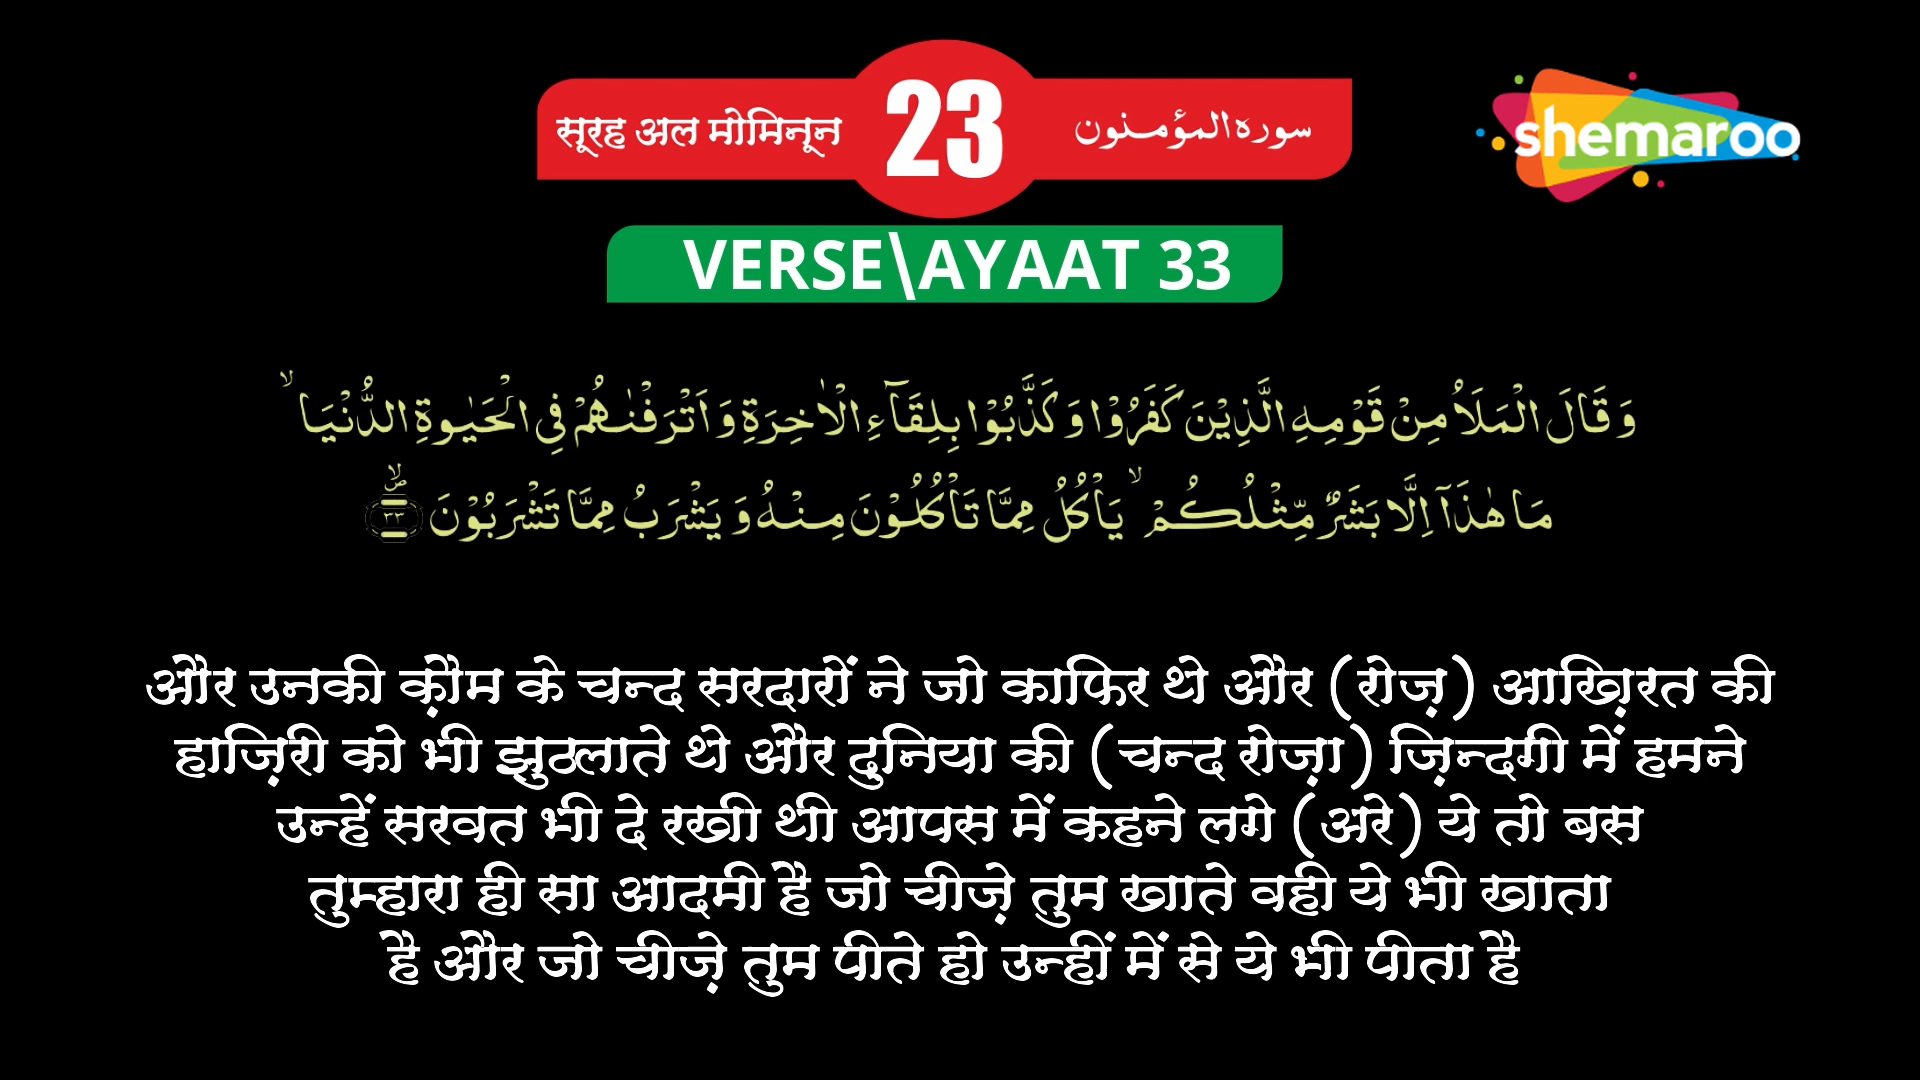 सूरह अल मोमिनून 23 سوره المؤمنون
shemaroo
VERSE\AYAAT 33
وَ قَالَ الْمَلَاُ مِنْ قَوْمِهِ الَّذِیْنَ كَفَرُوْا وَ كَذَّبُوْا بِلِقَآءِ الْاٰخِرَةِ وَ اَتْرَفْنٰهُمْ فِی الْحَیٰوةِ الدُّنْیَاۙ
مَا هٰذَاۤ اِلَّا بَشَرٌ مِّثْلُكُمْۙ یَاْكُلُ مِمَّا تَاْكُلُوْنَ مِنْهُ وَ یَشْرَبُ مِمَّا تَشْرَبُوْنَ ۪ۙ ۳۳
और उनकी क़ौम के चन्द सरदारों ने जो काफिर थे और (रोज़) आख़िरत की
हाज़िरी को भी झुठलाते थे और दुनिया की (चन्द रोज़ा) ज़िन्दगी में हमने
उन्हें सरवत भी दे रखी थी आपस में कहने लगे (अरे) ये तो बस
तुम्हारा ही सा आदमी है जो चीज़े तुम खाते वही ये भी खाता
है और जो चीज़े तुम पीते हो उन्हीं में से ये भी पीता है